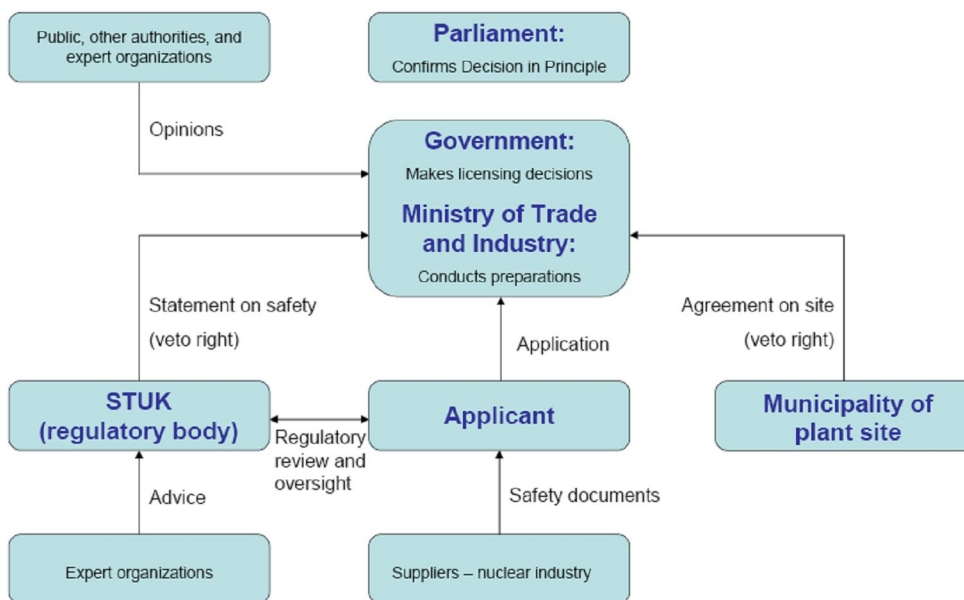 Public, other authorities, and
expert organizations
Parliament:
Confirms Decision in Principle
Opinions
Government:
Makes licensing decisions
Ministry of Trade
and Industry:
Conducts preparations
Statement on safety
(veto right)
Application
Agreement on site
(veto right)
STUK
(regulatory body)
Regulatory
review and
oversight
Applicant
Municipality of
plant site
Advice
Safety documents
Expert organizations
Suppliers – nuclear industry